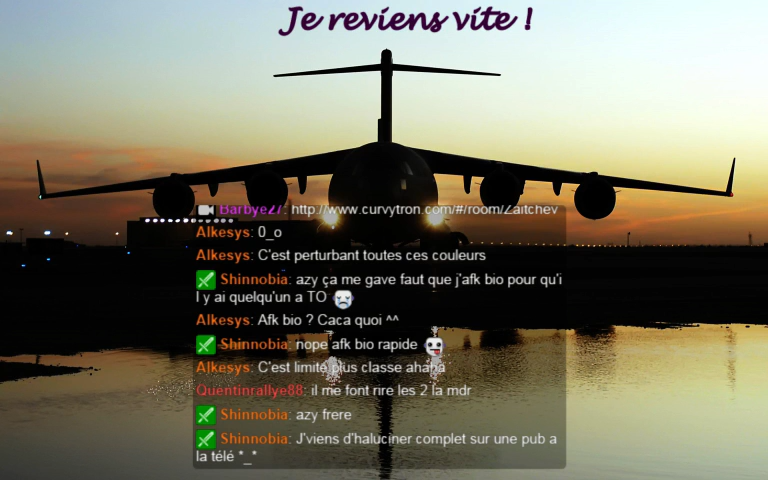 Je reviens vite !
Barbye27: http://www.curvytron.com/#/room/Zaitchev
Alkesys: 0_o
Alkesys: C'est perturbant toutes ces couleurs
Shinnobia: azy ça me gave faut que j'afk bio pour qu'i
l y ai quelqu'un a TO
Alkesys: Afk bio ? Caca quoi ^^
Shinnobia: nope afk bio rapide
Alkesys: C'est limite plus classe ahaha
Quentinrallye88: il me font rire les 2 la mdr
Shinnobia: azy frere
Shinnobia: J'viens d'haluciner complet sur une pub a
la télé *_*